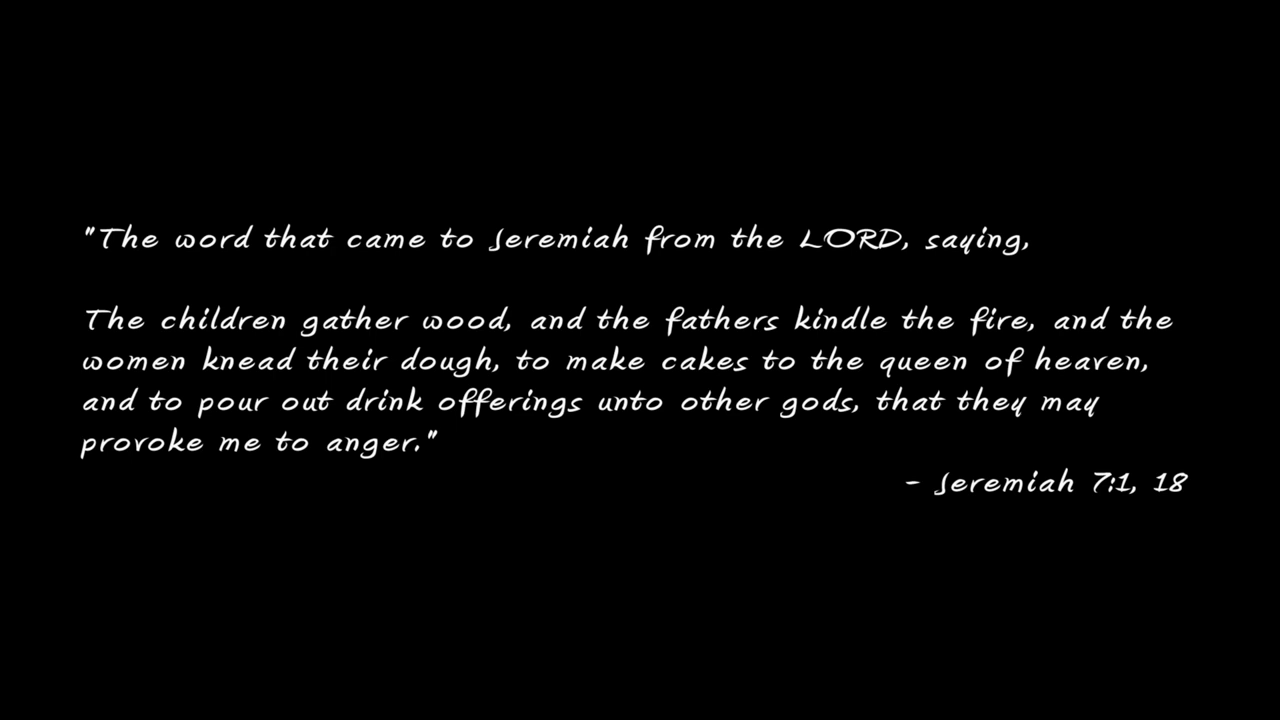 "The word that came to Jeremiah from the LORD, saying,
The children gather wood, and the fathers kindle the fire, and the
women knead their dough, to make cakes to the queen of heaven,
and to pour out drink offerings unto other gods, that they may
provoke me to anger."
- Jeremiah 7:1, 18